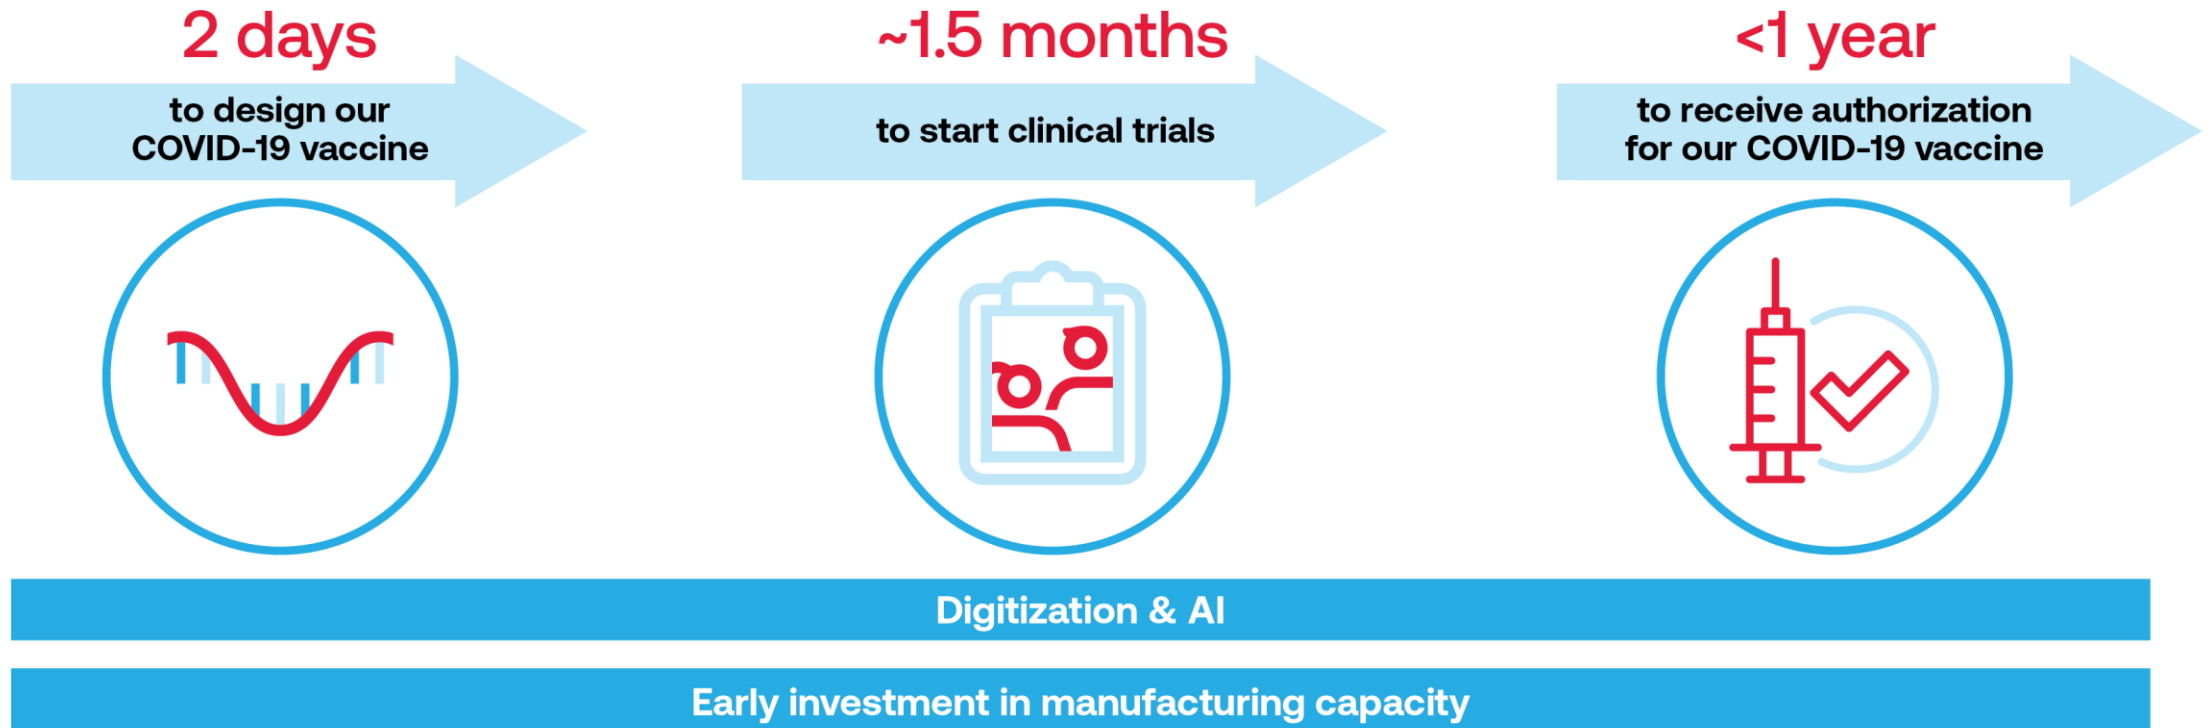 2 days
to design our
COVID-19 vaccine
~1.5 months
to start clinical trials
<1 year
to receive authorization
for our COVID-19 vaccine
Digitization & AI
Early investment in manufacturing capacity